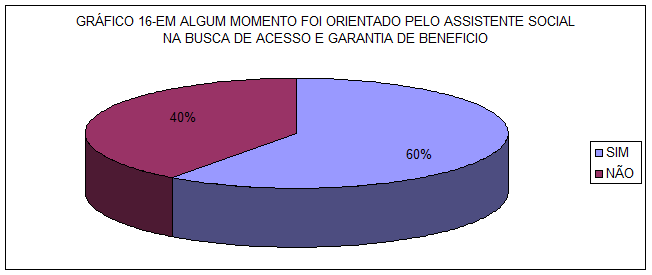 GRÁFICO 16-EM ALGUM MOMENTO FOI ORIENTADO PELO ASSISTENTE SOCIAL
NA BUSCA DE ACESSO E GARANTIA DE BENEFICIO
40%
60%
SIM
NÃO